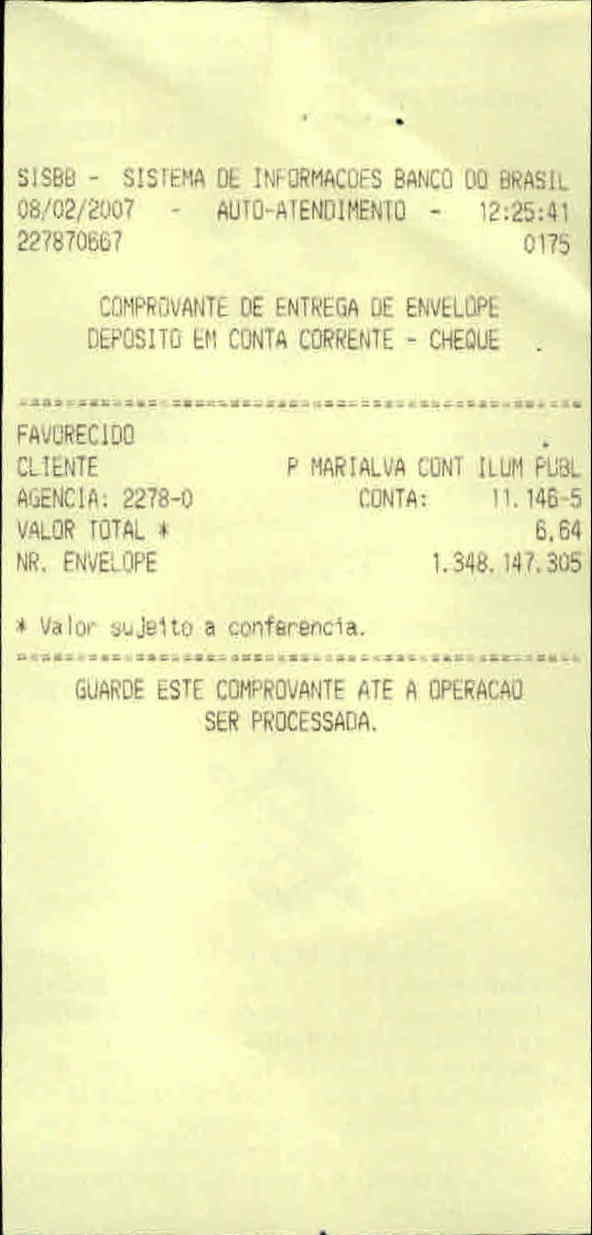 SISBB - SISTEMA DE INFORMACOES BANCO DO BRASIL
08/02/2007 - AUTO-ATENDIMENTO - 12:25:41
227870667 0175
COMPROVANTE DE ENTREGA DE ENVELOPE
DEPOSITO EM CONTA CORRENTE - CHEQUE
FAVORECIDO
CLIENTE P MARIALVA CONT ILUM PUBL
AGENCIA: 2278-0 CONTA: 11.146-5
VALOR TOTAL * 6,64
NR. ENVELOPE 1.348.147.305
* Valor sujeito a conferencia.
GUARDE ESTE COMPROVANTE ATE A OPERACAO
SER PROCESSADA.